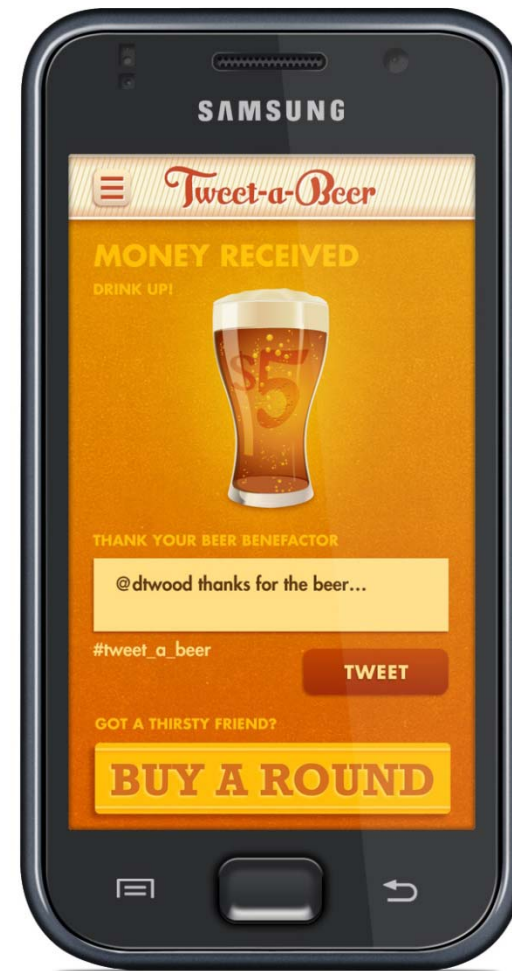 SAMSUNG
Tweet-a-Beer
MONEY RECEIVED
DRINK UP!
$5
THANK YOUR BEER BENEFACTOR
@dtwood thanks for the beer...
#tweet_a_beer
TWEET
GOT A THIRSTY FRIEND?
BUY A ROUND